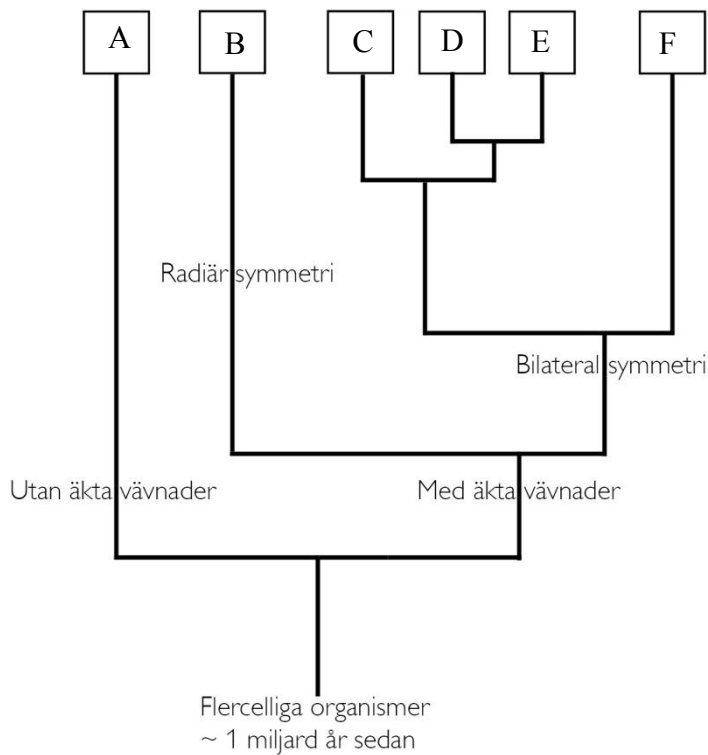 A B C D E F
Radiär symmetri
Bilateral symmetri
Utan äkta vävnader Med äkta vävnader
Flercelliga organismer
~ 1 miljard år sedan